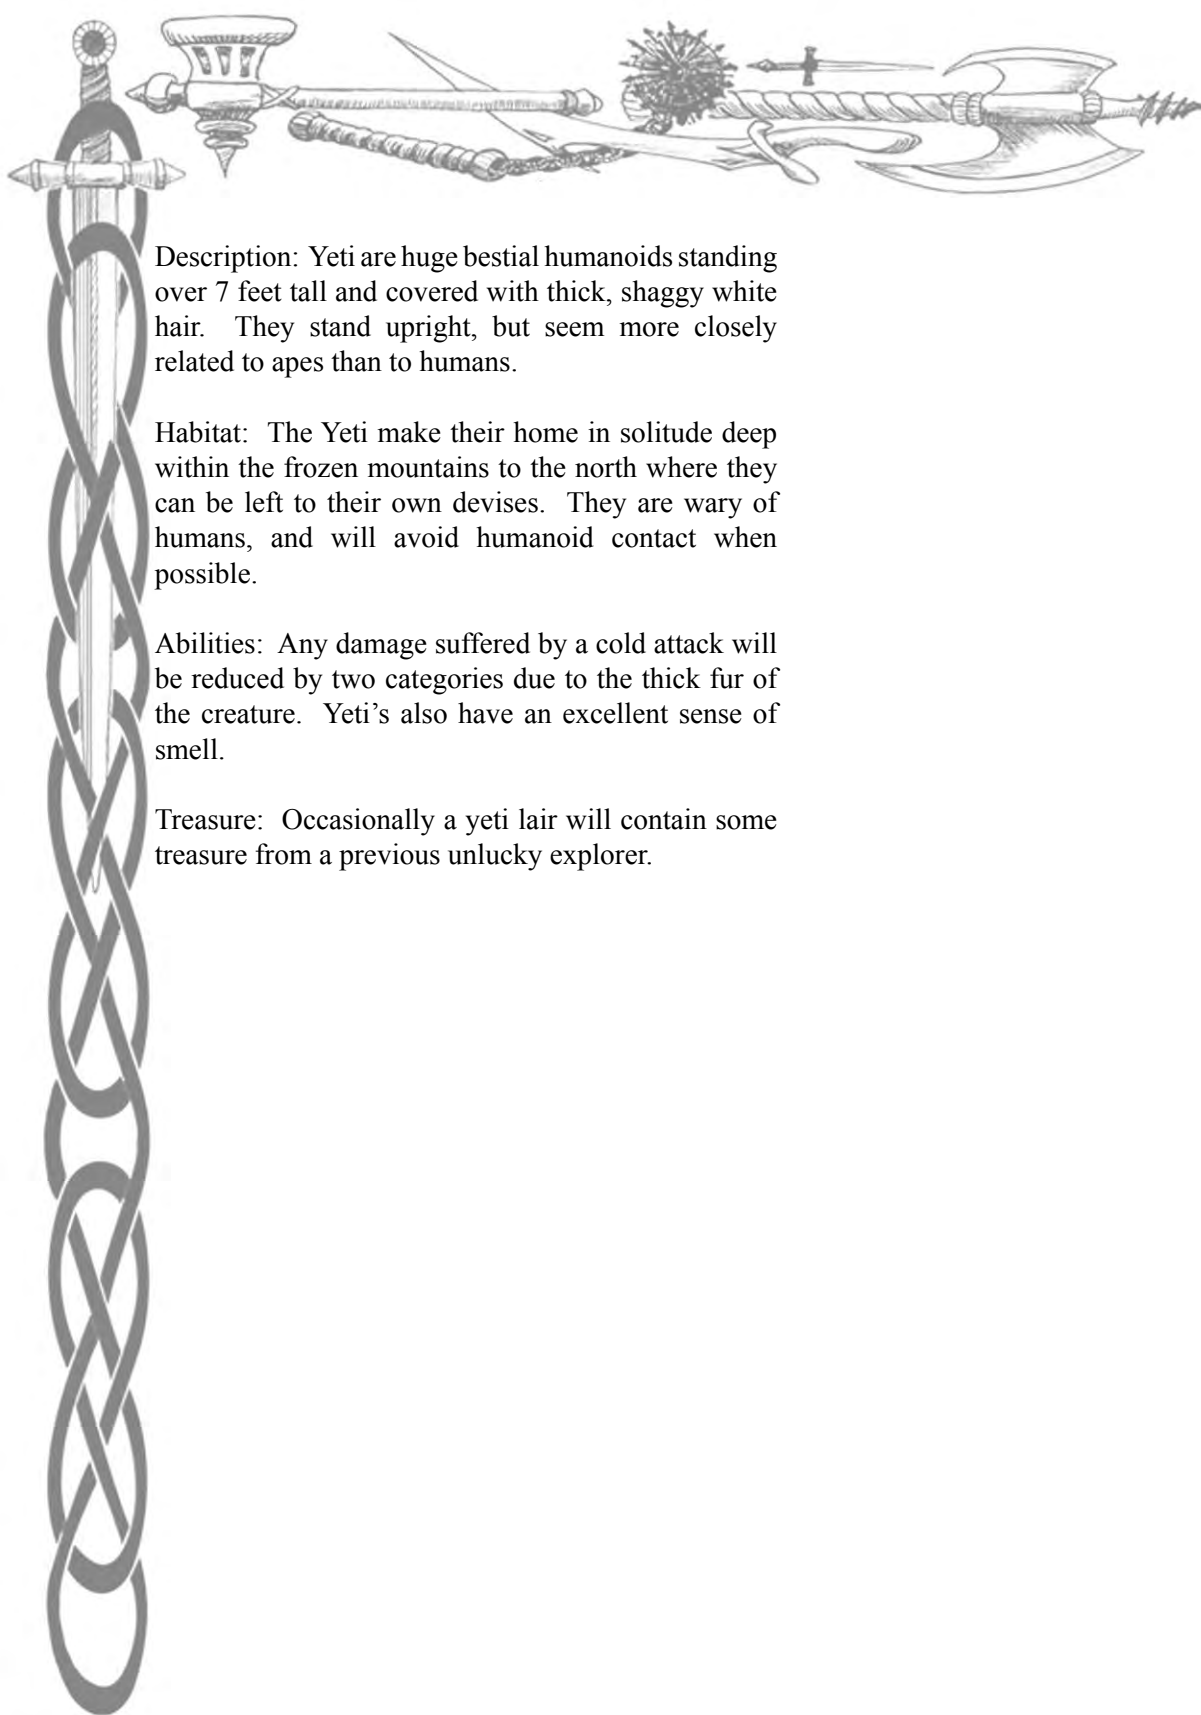 Description: Yeti are huge bestial humanoids standing
over 7 feet tall and covered with thick, shaggy white
hair. They stand upright, but seem more closely
related to apes than to humans.
Habitat: The Yeti make their home in solitude deep
within the frozen mountains to the north where they
can be left to their own devises. They are wary of
humans, and will avoid humanoid contact when
possible.
Abilities: Any damage suffered by a cold attack will
be reduced by two categories due to the thick fur of
the creature. Yeti’s also have an excellent sense of
smell.
Treasure: Occasionally a yeti lair will contain some
treasure from a previous unlucky explorer.